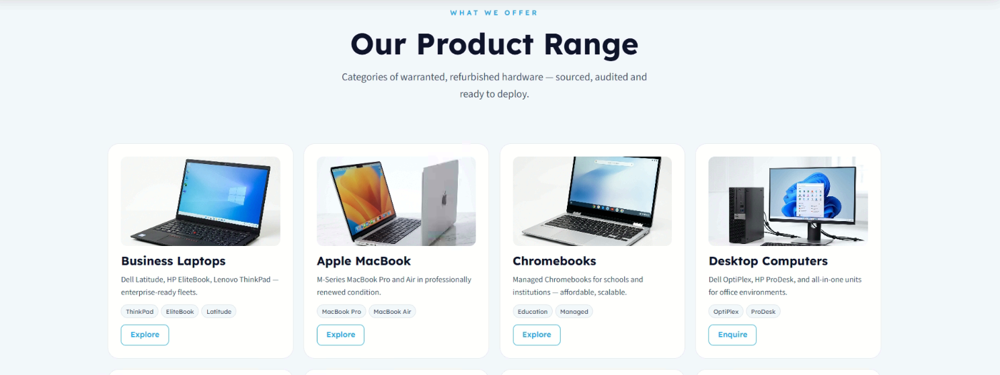 WHAT WE OFFER
Our Product Range
Categories of warranted, refurbished hardware — sourced, audited and
ready to deploy.
Business Laptops
Dell Latitude, HP EliteBook, Lenovo ThinkPad —
enterprise-ready fleets.
ThinkPad EliteBook Latitude
Explore
Apple MacBook
M-Series MacBook Pro and Air in professionally
renewed condition.
MacBook Pro MacBook Air
Explore
Chromebooks
Managed Chromebooks for schools and
institutions — affordable, scalable.
Education Managed
Explore
Desktop Computers
Dell OptiPlex, HP ProDesk, and all-in-one units
for office environments.
OptiPlex ProDesk
Enquire